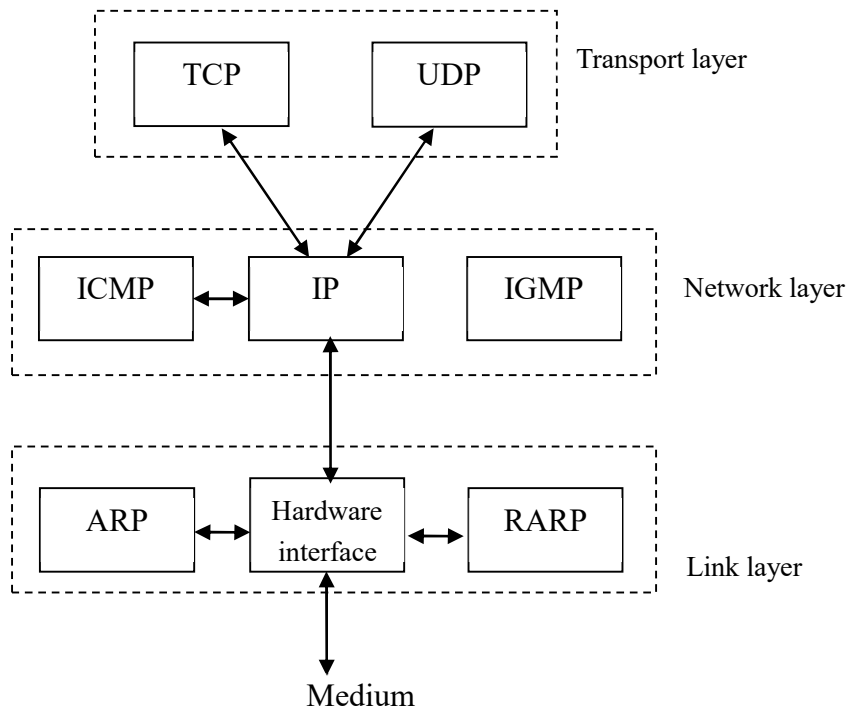 TCP
UDP
Transport layer
ICMP
IP
IGMP
Network layer
ARP
Hardware
interface
RARP
Link layer
Medium